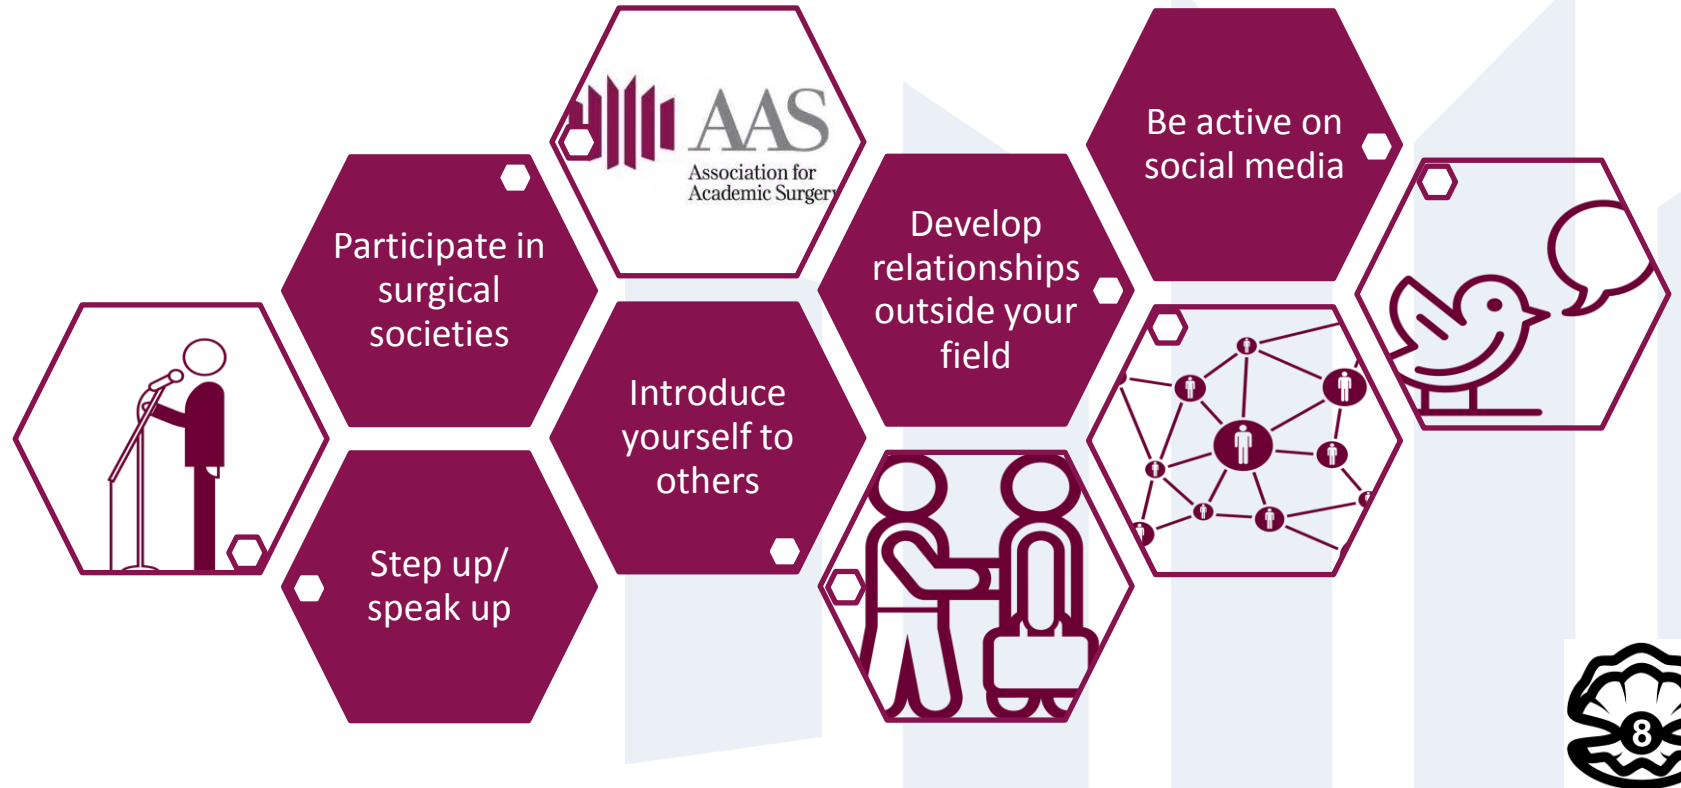 AAS
Association for
Academic Surgery
Be active on
social media
Participate in
surgical
societies
Develop
relationships
outside your
field
Introduce
yourself to
others
Step up/
speak up
8